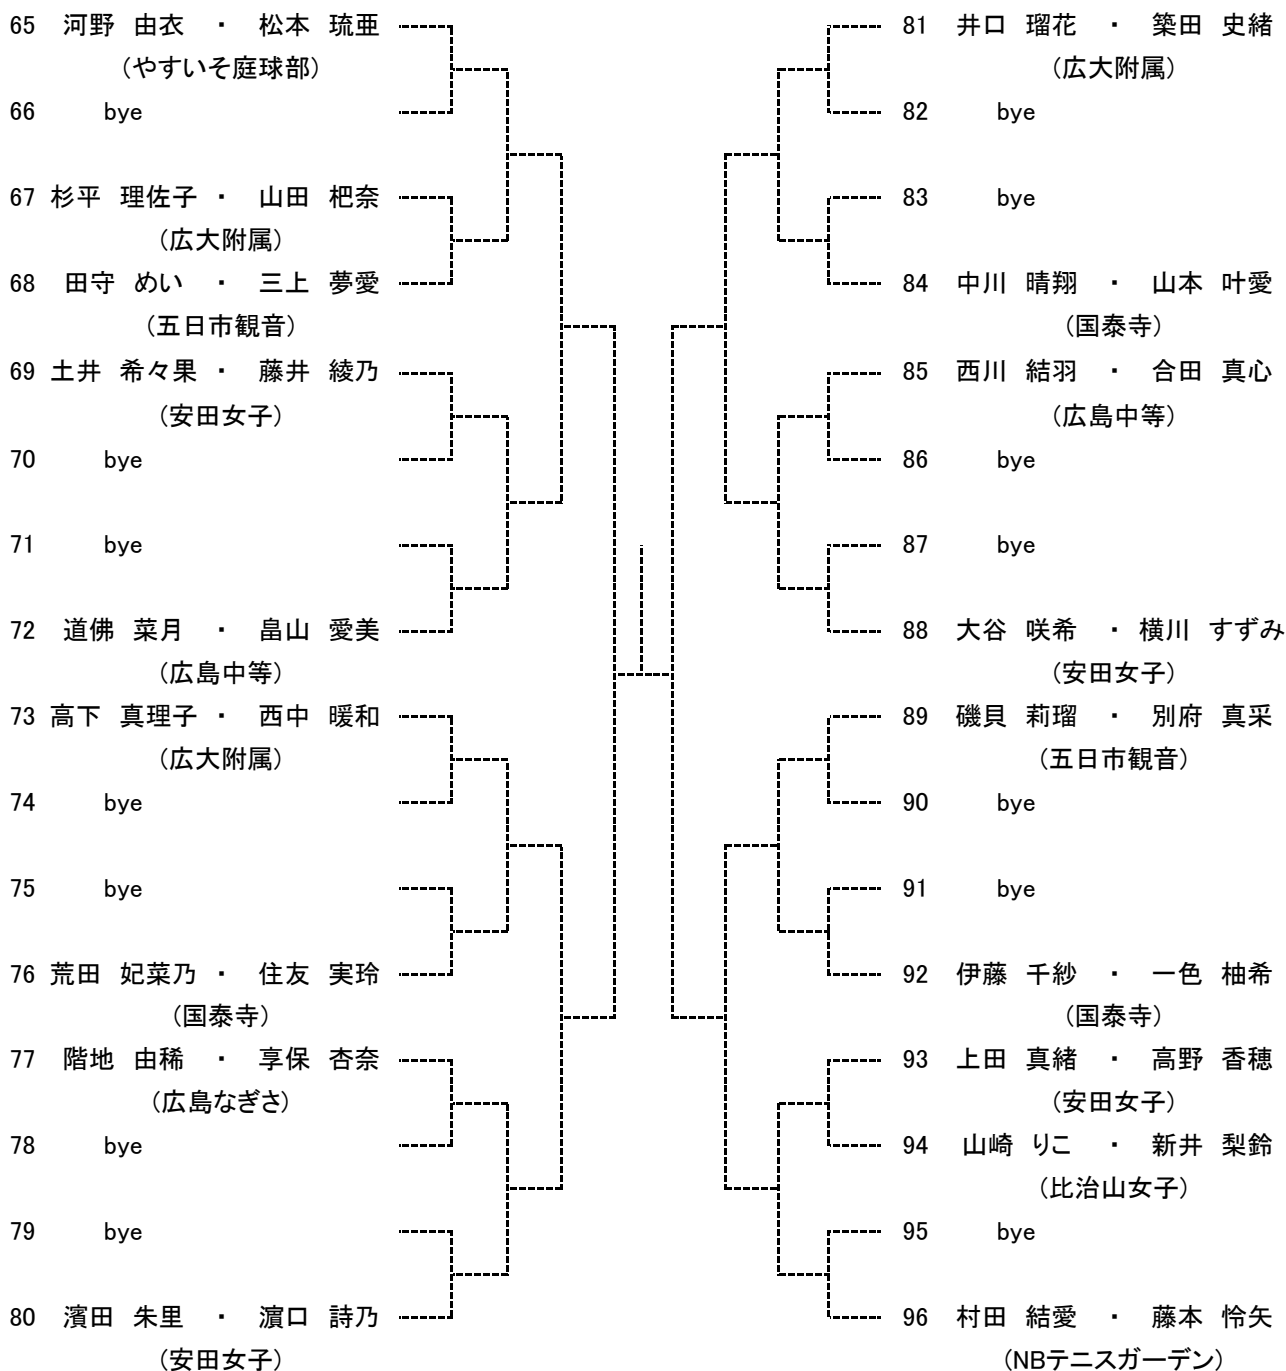 65 河野 由衣 ・ 松本 琉亜
(やすいそ庭球部)
66 bye
67 杉平 理佐子 ・ 山田 杷奈
(広大附属)
68 田守 めい ・ 三上 夢愛
(五日市観音)
69 土井 希々果 ・ 藤井 綾乃
(安田女子)
70 bye
71 bye
72 道佛 菜月 ・ 畠山 愛美
(広島中等)
73 高下 真理子 ・ 西中 暖和
(広大附属)
74 bye
75 bye
76 荒田 妃菜乃 ・ 住友 実玲
(国泰寺)
77 階地 由稀 ・ 享保 杏奈
(広島なぎさ)
78 bye
79 bye
80 濱田 朱里 ・ 濵口 詩乃
(安田女子)
81 井口 瑠花 ・ 築田 史緒
(広大附属)
82 bye
83 bye
84 中川 晴翔 ・ 山本 叶愛
(国泰寺)
85 西川 結羽 ・ 合田 真心
(広島中等)
86 bye
87 bye
88 大谷 咲希 ・ 横川 すずみ
(安田女子)
89 磯貝 莉瑠 ・ 別府 真采
(五日市観音)
90 bye
91 bye
92 伊藤 千紗 ・ 一色 柚希
(国泰寺)
93 上田 真緒 ・ 高野 香穂
(安田女子)
94 山崎 りこ ・ 新井 梨鈴
(比治山女子)
95 bye
96 村田 結愛 ・ 藤本 怜矢
(NBテニスガーデン)